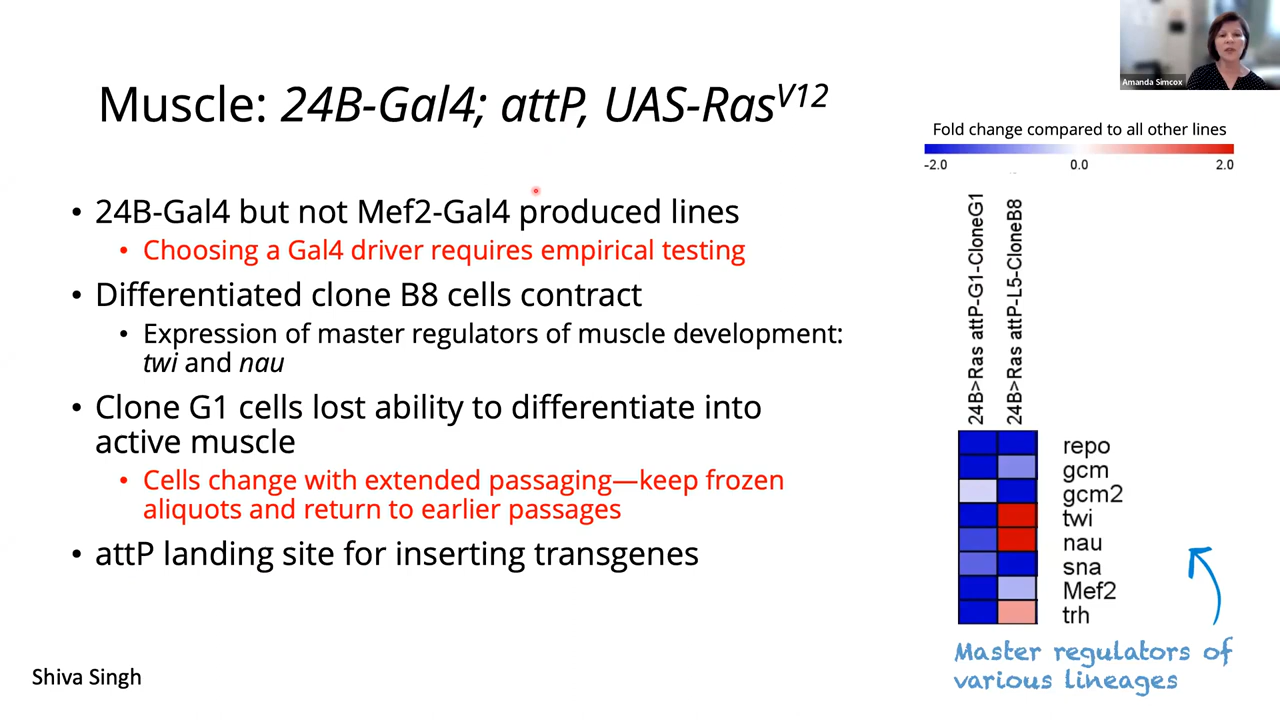 Amanda Simcox
Muscle: 24B-Gal4; attP, UAS-RasV12
• 24B-Gal4 but not Mef2-Gal4 produced lines
• Choosing a Gal4 driver requires empirical testing
• Differentiated clone B8 cells contract
• Expression of master regulators of muscle development:
twi and nau
• Clone G1 cells lost ability to differentiate into
active muscle
• Cells change with extended passaging—keep frozen
aliquots and return to earlier passages
• attP landing site for inserting transgenes
Shiva Singh
Fold change compared to all other lines
-2.0 0.0 2.0
24B>Ras attP-G1-CloneG1
24B>Ras attP-L5-CloneB8
repo
gcm
gcm2
twi
nau
sna
Mef2
trh
Master regulators of
various lineages